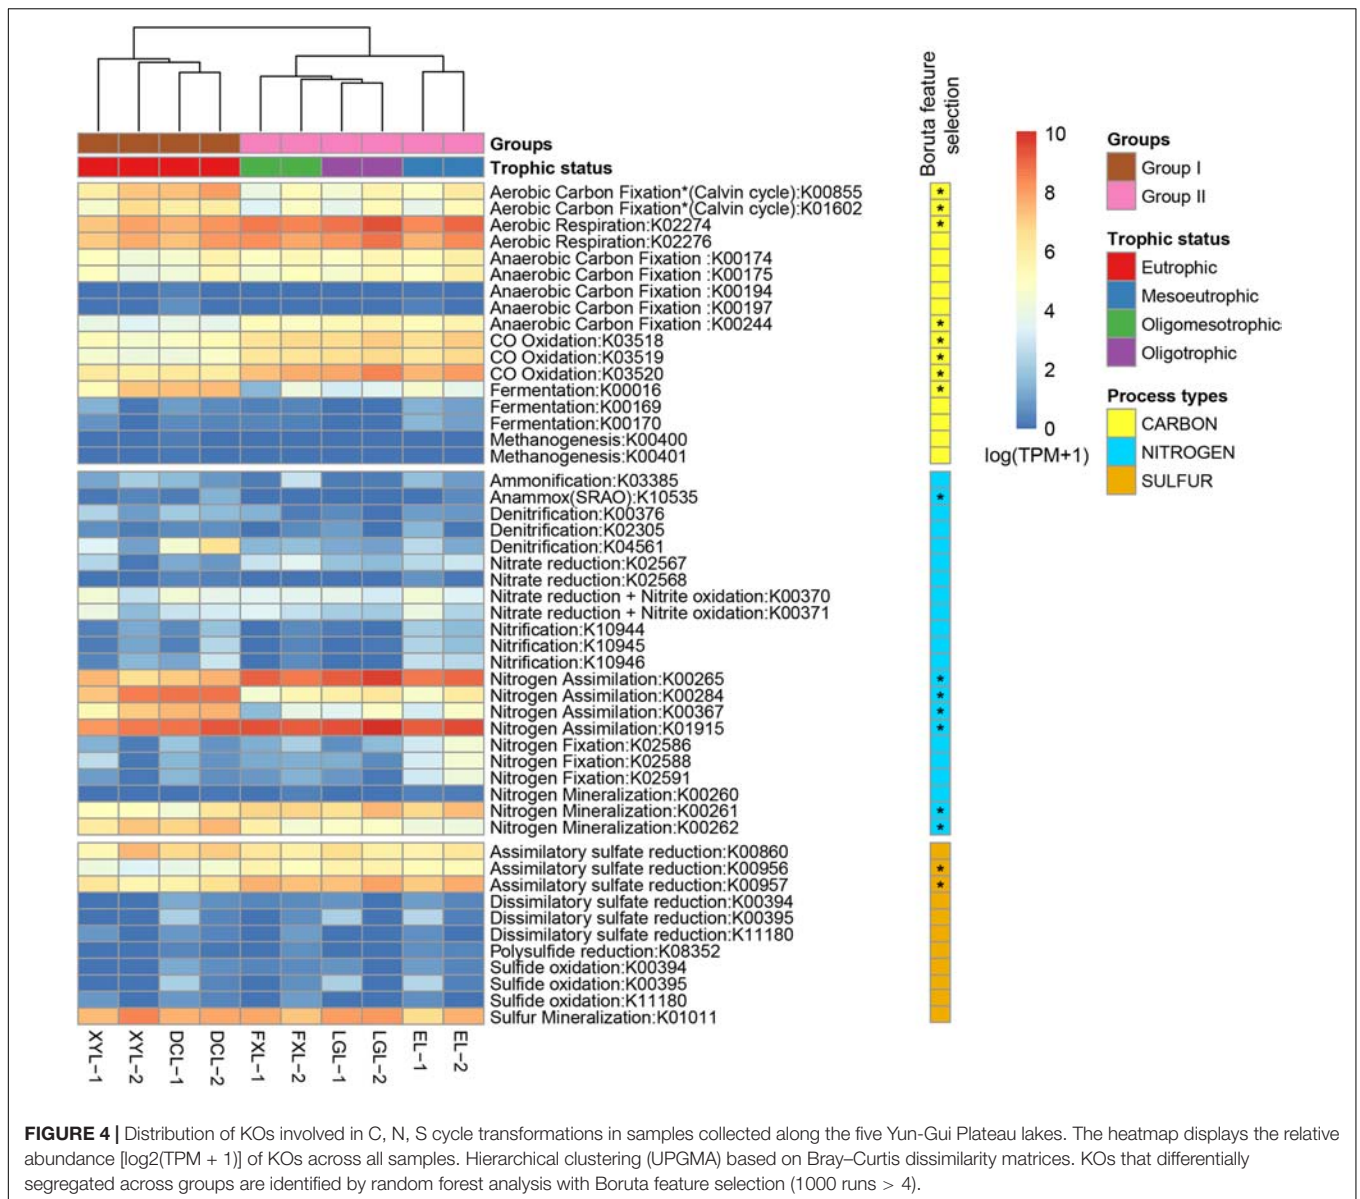 Boruta feature
selection
Groups
Trophic status
Aerobic Carbon Fixation*(Calvin cycle):K00855
Aerobic Carbon Fixation*(Calvin cycle):K01602
Aerobic Respiration:K02274
Aerobic Respiration:K02276
Anaerobic Carbon Fixation :K00174
Anaerobic Carbon Fixation :K00175
Anaerobic Carbon Fixation :K00194
Anaerobic Carbon Fixation :K00197
Anaerobic Carbon Fixation :K00244
CO Oxidation:K03518
CO Oxidation:K03519
CO Oxidation:K03520
Fermentation:K00016
Fermentation:K00169
Fermentation:K00170
Methanogenesis:K00400
Methanogenesis:K00401
Ammonification:K03385
Anammox(SRAO):K10535
Denitrification:K00376
Denitrification:K02305
Denitrification:K04561
Nitrate reduction:K02567
Nitrate reduction:K02568
Nitrate reduction + Nitrite oxidation:K00370
Nitrate reduction + Nitrite oxidation:K00371
Nitrification:K10944
Nitrification:K10945
Nitrification:K10946
Nitrogen Assimilation:K00265
Nitrogen Assimilation:K00284
Nitrogen Assimilation:K00367
Nitrogen Assimilation:K01915
Nitrogen Fixation:K02586
Nitrogen Fixation:K02588
Nitrogen Fixation:K02591
Nitrogen Mineralization:K00260
Nitrogen Mineralization:K00261
Nitrogen Mineralization:K00262
Assimilatory sulfate reduction:K00860
Assimilatory sulfate reduction:K00956
Assimilatory sulfate reduction:K00957
Dissimilatory sulfate reduction:K00394
Dissimilatory sulfate reduction:K00395
Dissimilatory sulfate reduction:K11180
Polysulfide reduction:K08352
Sulfide oxidation:K00394
Sulfide oxidation:K00395
Sulfide oxidation:K11180
Sulfur Mineralization:K01011
XYL-1
XYL-2
DCL-1
DCL-2
FXL-1
FXL-2
LGL-1
LGL-2
EL-1
EL-2
10
8
6
4
2
0
log(TPM+1)
Groups
Group I
Group II
Trophic status
Eutrophic
Mesoeutrophic
Oligomesotrophic
Oligotrophic
Process types
CARBON
NITROGEN
SULFUR
FIGURE 4 | Distribution of KOs involved in C, N, S cycle transformations in samples collected along the five Yun-Gui Plateau lakes. The heatmap displays the relative
abundance [log2(TPM + 1)] of KOs across all samples. Hierarchical clustering (UPGMA) based on Bray–Curtis dissimilarity matrices. KOs that differentially
segregated across groups are identified by random forest analysis with Boruta feature selection (1000 runs > 4).